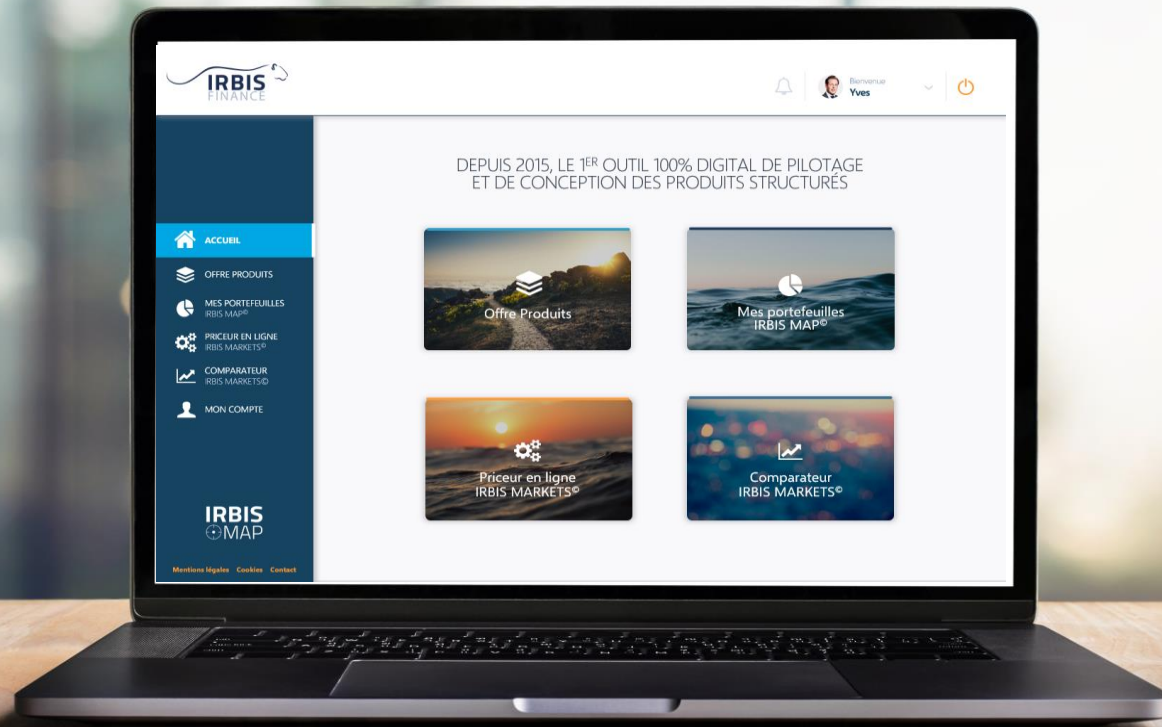 IRBIS
FINANCE
Bienvenue
Yves
DEPUIS 2015, LE 1ER OUTIL 100% DIGITAL DE PILOTAGE
ET DE CONCEPTION DES PRODUITS STRUCTURÉS
ACCUEIL
OFFRE PRODUITS
MES PORTEFEUILLES
IRBIS MAP©
PRICEUR EN LIGNE
IRBIS MARKETS©
COMPARATEUR
IRBIS MARKETS©
MON COMPTE
IRBIS
MAP
Mentions légales Cookies Contact
Offre Produits
Mes portefeuilles
IRBIS MAP©
Priceur en ligne
IRBIS MARKETS©
Comparateur
IRBIS MARKETS©